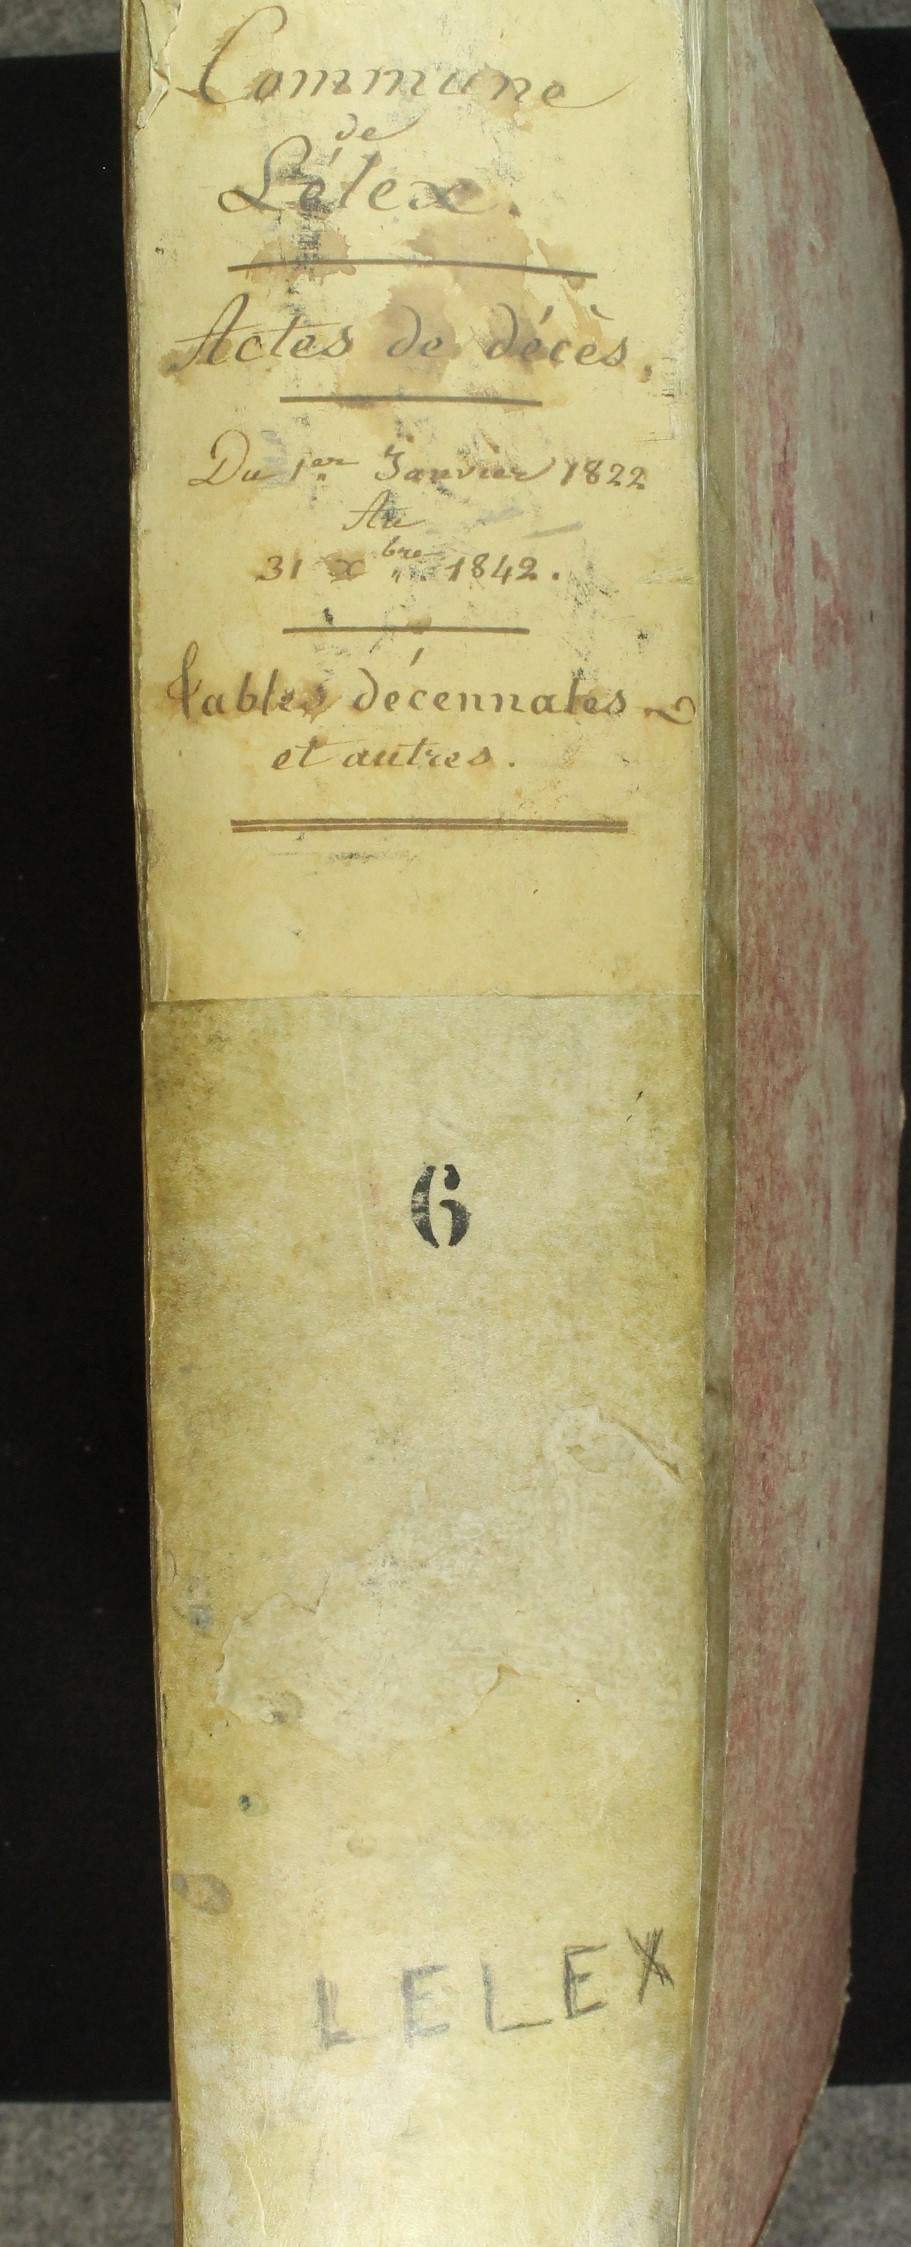 Commune
de
Lélex.
Actes de décès.
Du 1er Janvier 1822
Au
31 xbre 1842.
Tables décennales
et autres.
6
LELEX